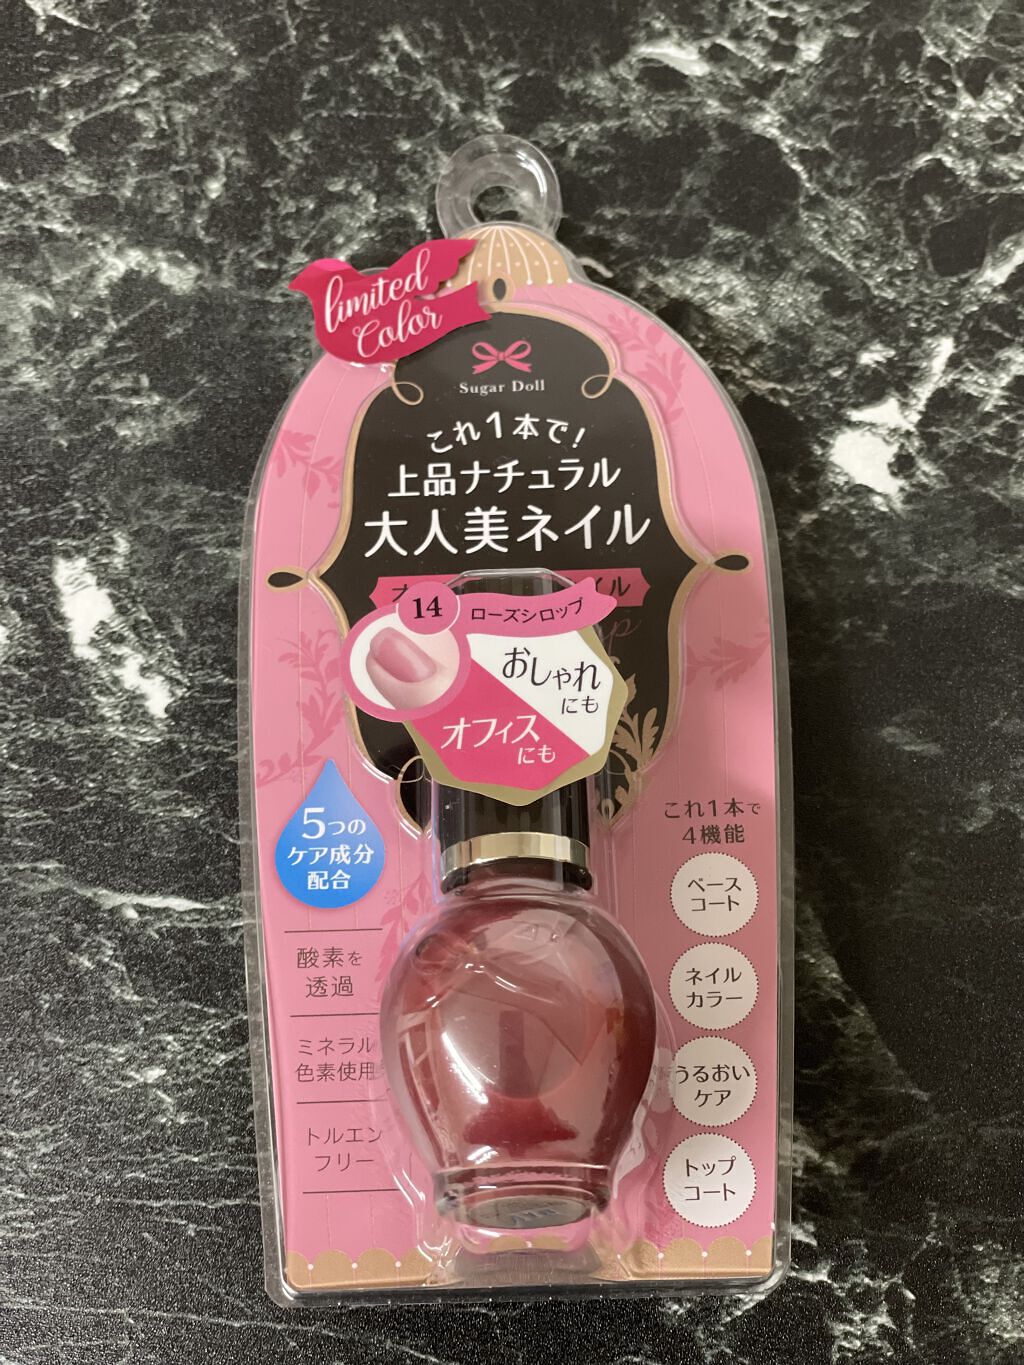 limited
Color
Sugar Doll
これ1本で!
上品ナチュラル
大人美ネイル
14
ローズシロップ
おしゃれ
にも
オフィス
にも
5つの
ケア成分
配合
酸素を
透過
ミネラル
色素使用
トルエン
フリー
これ1本で
4機能
ベース
コート
ネイル
カラー
うるおい
ケア
トップ
コート